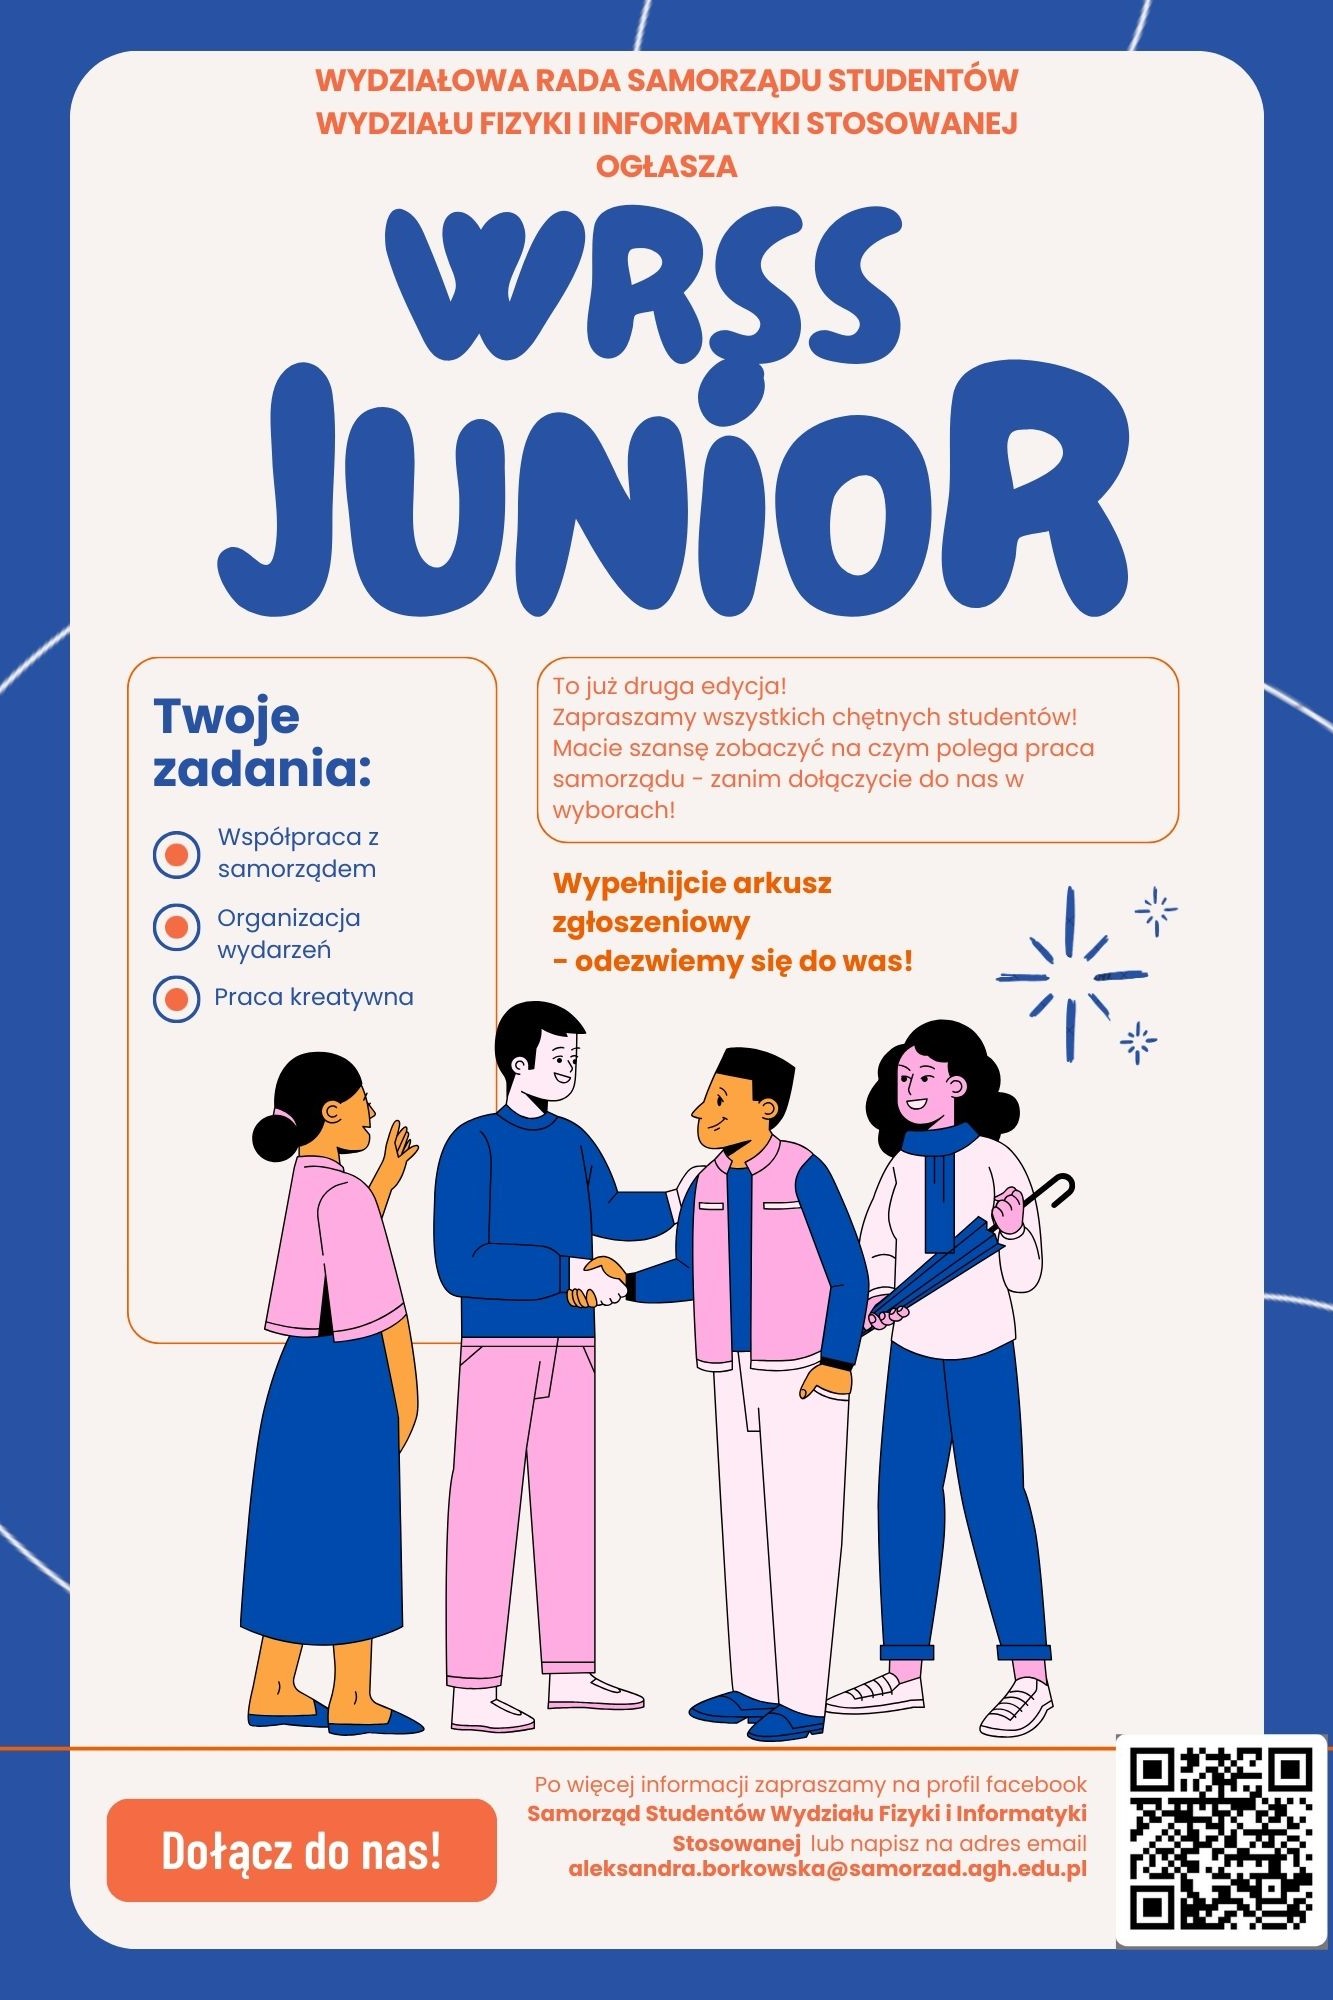 WYDZIAŁOWA RADA SAMORZĄDU STUDENTÓW
WYDZIAŁU FIZYKI I INFORMATYKI STOSOWANEJ
OGŁASZA
WRSS
JUNiOR
Twoje
zadania:
Współpraca z
samorządem
Organizacja
wydarzeń
Praca kreatywna
To już druga edycja!
Zapraszamy wszystkich chętnych studentów!
Macie szansę zobaczyć na czym polega praca
samorządu - zanim dołączycie do nas w
wyborach!
Wypełnijcie arkusz
zgłoszeniowy
- odezwiemy się do was!
Dołącz do nas!
Po więcej informacji zapraszamy na profil facebook
Samorząd Studentów Wydziału Fizyki i Informatyki
Stosowanej lub napisz na adres email
aleksandra.borkowska@samorzad.agh.edu.pl